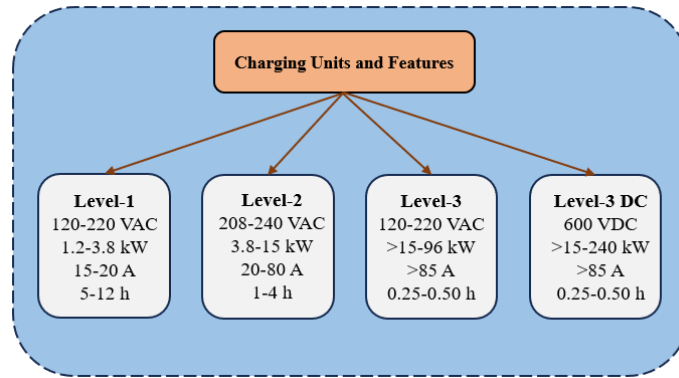 Charging Units and Features
Level-1
120-220 VAC
1.2-3.8 kW
15-20 A
5-12 h
Level-2
208-240 VAC
3.8-15 kW
20-80 A
1-4 h
Level-3
120-220 VAC
>15-96 kW
>85 A
0.25-0.50 h
Level-3 DC
600 VDC
>15-240 kW
>85 A
0.25-0.50 h